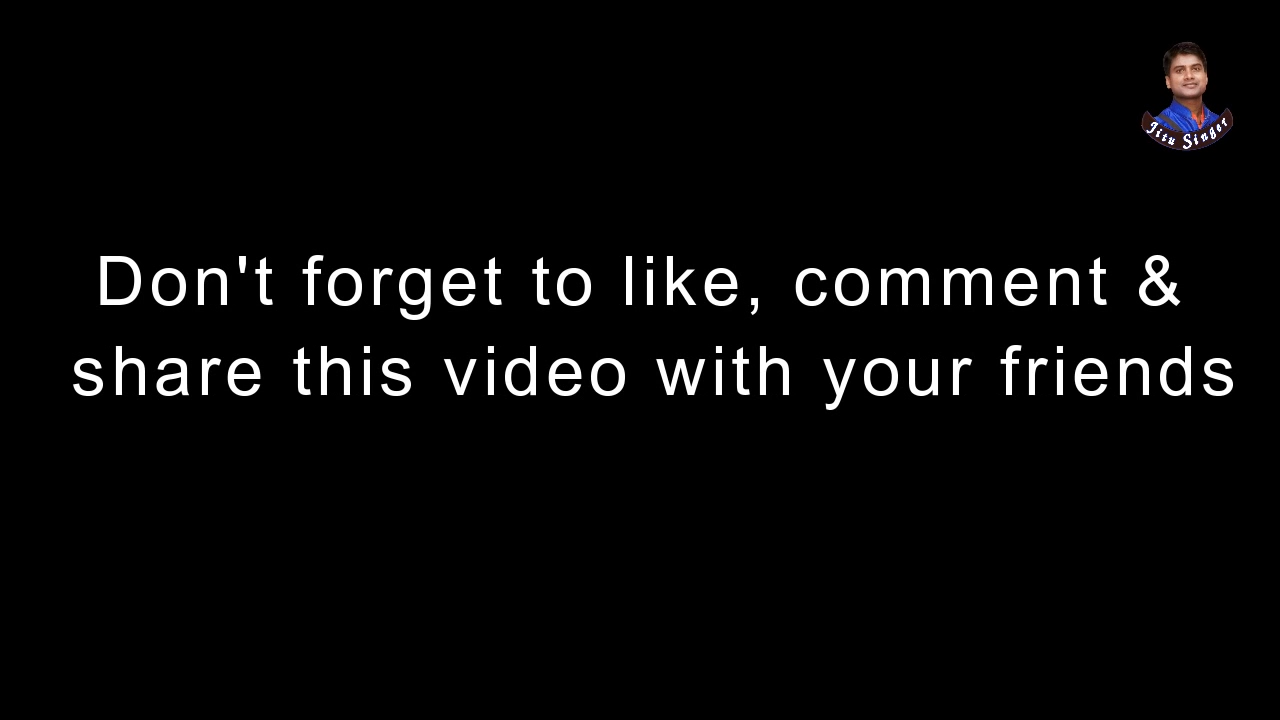 Jitu Singer
Don't forget to like, comment &
share this video with your friends